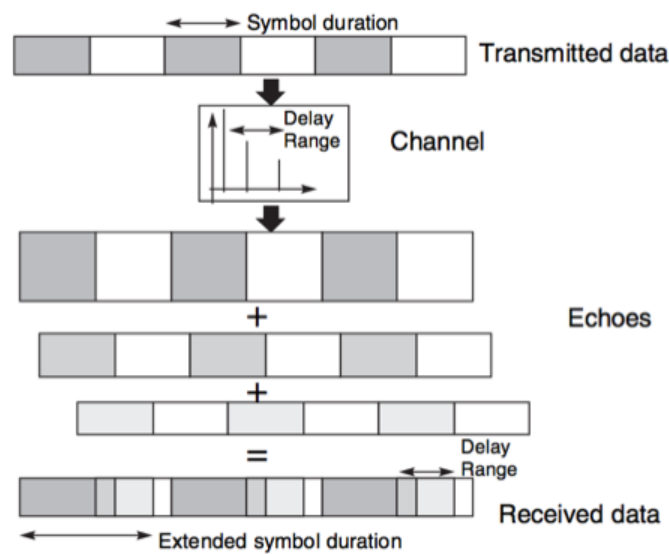 Symbol duration
Transmitted data
Delay
Range
Channel
+
Echoes
+
=
Delay
Range
Received data
Extended symbol duration